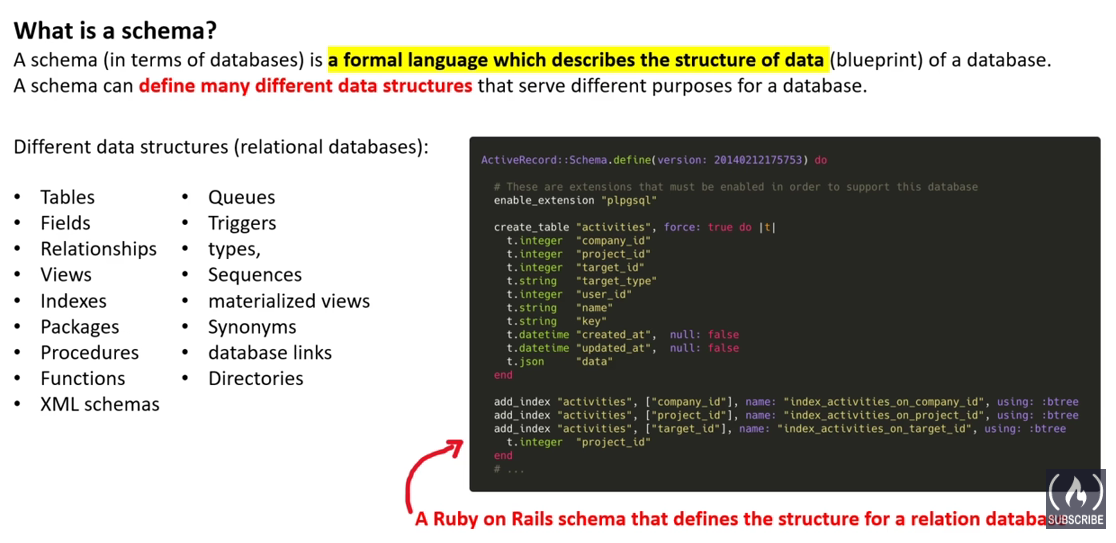 What is a schema?
A schema (in terms of databases) is a formal language which describes the structure of data (blueprint) of a database.
A schema can define many different data structures that serve different purposes for a database.
Different data structures (relational databases):
• Tables
• Fields
• Relationships
• Views
• Indexes
• Packages
• Procedures
• Functions
• XML schemas
• Queues
• Triggers
• types,
• Sequences
• materialized views
• Synonyms
• database links
• Directories
ActiveRecord::Schema.define(version: 20140212175753) do
# These are extensions that must be enabled in order to support this database
enable_extension "plpgsql"
create_table "activities", force: true do |t|
t.integer "company_id"
t.integer "project_id"
t.integer "target_id"
t.string "target_type"
t.integer "user_id"
t.string "name"
t.string "key"
t.datetime "created_at", null: false
t.datetime "updated_at", null: false
t.json "data"
end
add_index "activities", ["company_id"], name: "index_activities_on_company_id", using: :btree
add_index "activities", ["project_id"], name: "index_activities_on_project_id", using: :btree
add_index "activities", ["target_id"], name: "index_activities_on_target_id", using: :btree
t.integer "project_id"
end
# ...
A Ruby on Rails schema that defines the structure for a relation databa
SUBSCRIBE